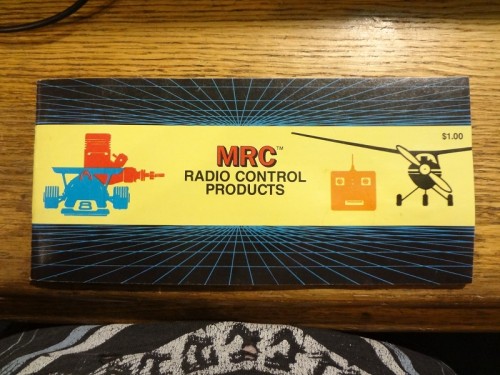 MRC™
RADIO CONTROL
PRODUCTS
$1.00